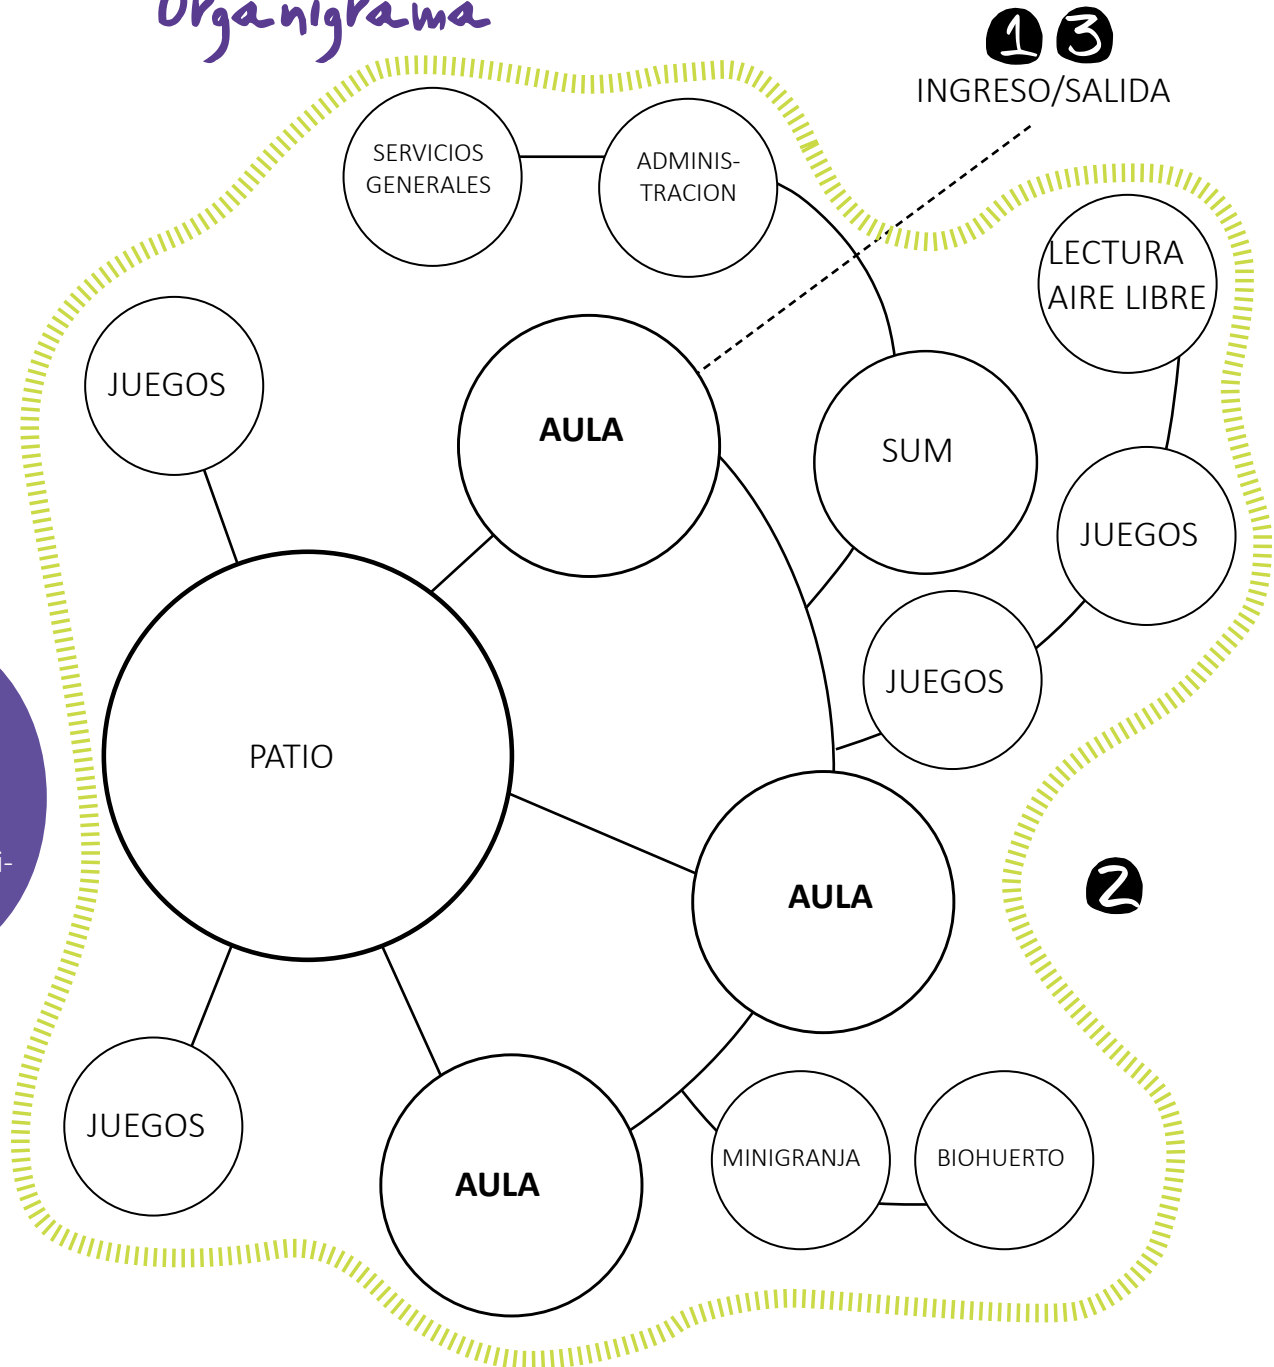 Organigrama
1 3
INGRESO/SALIDA
SERVICIOS
GENERALES
ADMINIS-
TRACION
LECTURA
AIRE LIBRE
JUEGOS
AULA
SUM
JUEGOS
JUEGOS
PATIO
i-
AULA
2
JUEGOS
AULA
MINIGRANJA
BIOHUERTO